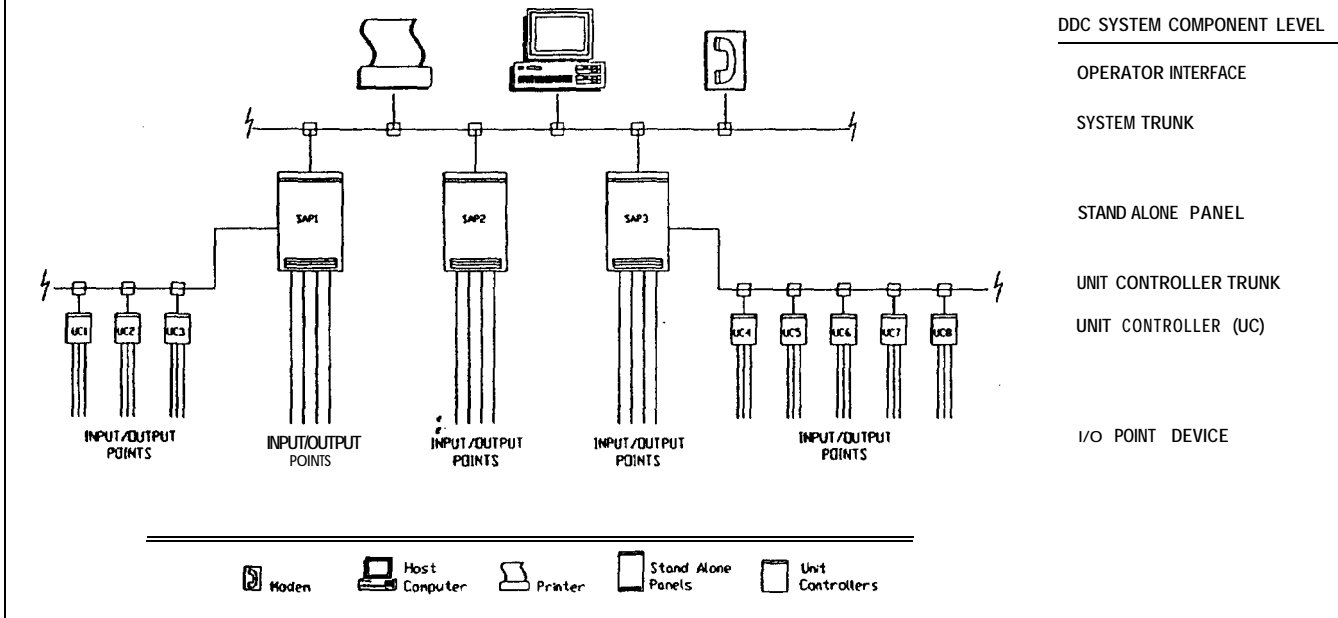 DDC SYSTEM COMPONENT LEVEL
OPERATOR INTERFACE
SYSTEM TRUNK
SAP1
SAP2
SAP3
STAND ALONE PANEL
UNIT CONTROLLER TRUNK
UC1
UC2
UC3
UC4
UC5
UC6
UC7
UC8
UNIT CONTROLLER (UC)
INPUT/OUTPUT
POINTS
INPUT/OUTPUT
POINTS
INPUT/OUTPUT
POINTS
INPUT/OUTPUT
POINTS
INPUT/OUTPUT
POINTS
I/O POINT DEVICE
Modem
Host
Computer
Printer
Stand Alone
Panels
Unit
Controllers